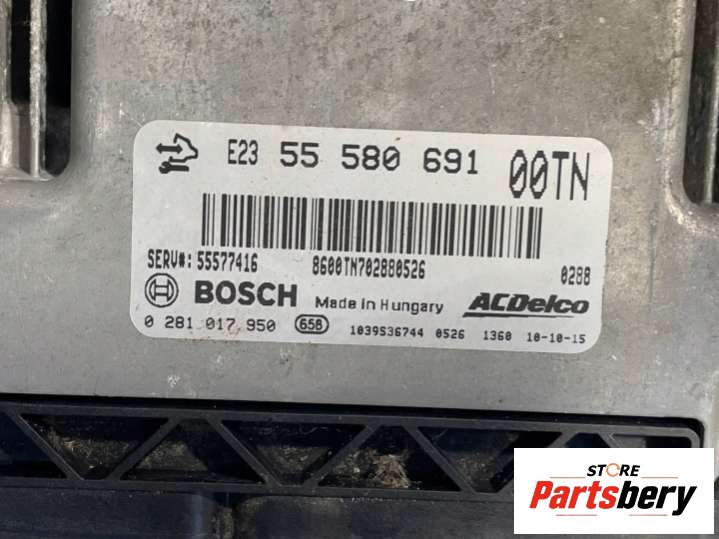 E23 55 580 691 00TN
SERV#: 55577416 8600TN702880526 0288
BOSCH Made in Hungary ACDelco
0 281 017 950 658 1039S36744 0526 1360 10-10-15
STORE
Partsbery